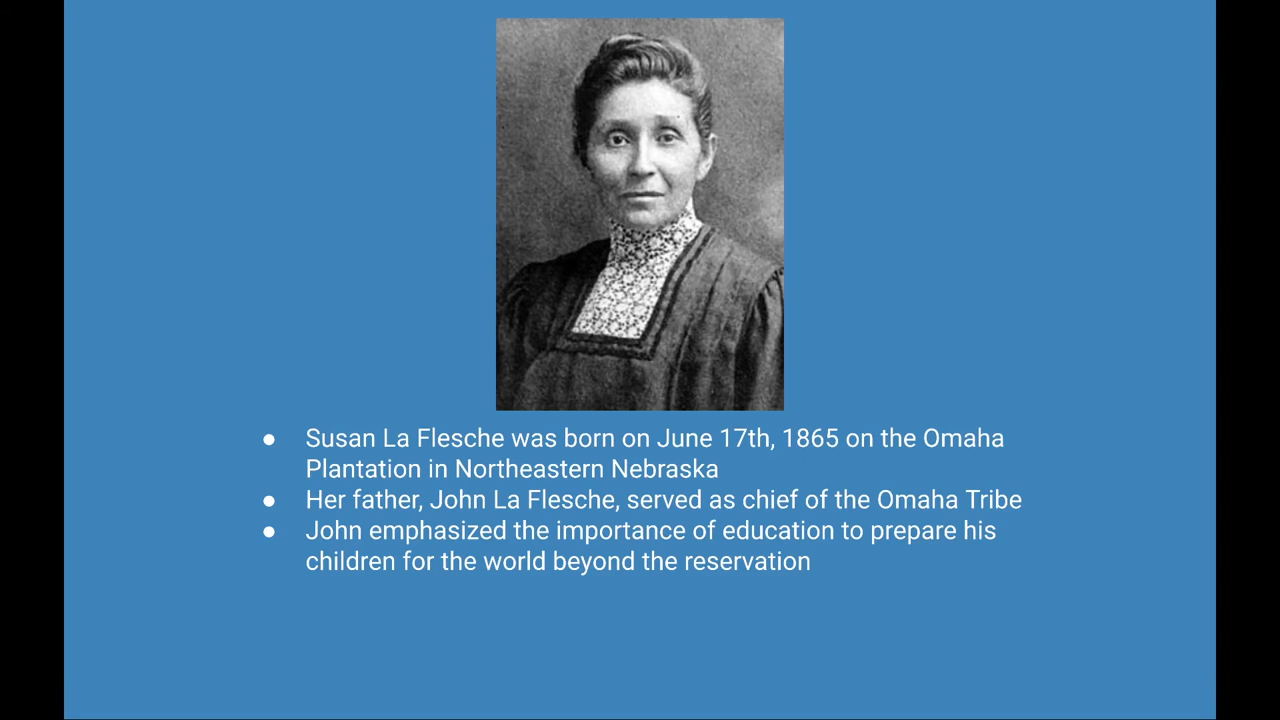 ● Susan La Flesche was born on June 17th, 1865 on the Omaha
Plantation in Northeastern Nebraska
● Her father, John La Flesche, served as chief of the Omaha Tribe
● John emphasized the importance of education to prepare his
children for the world beyond the reservation